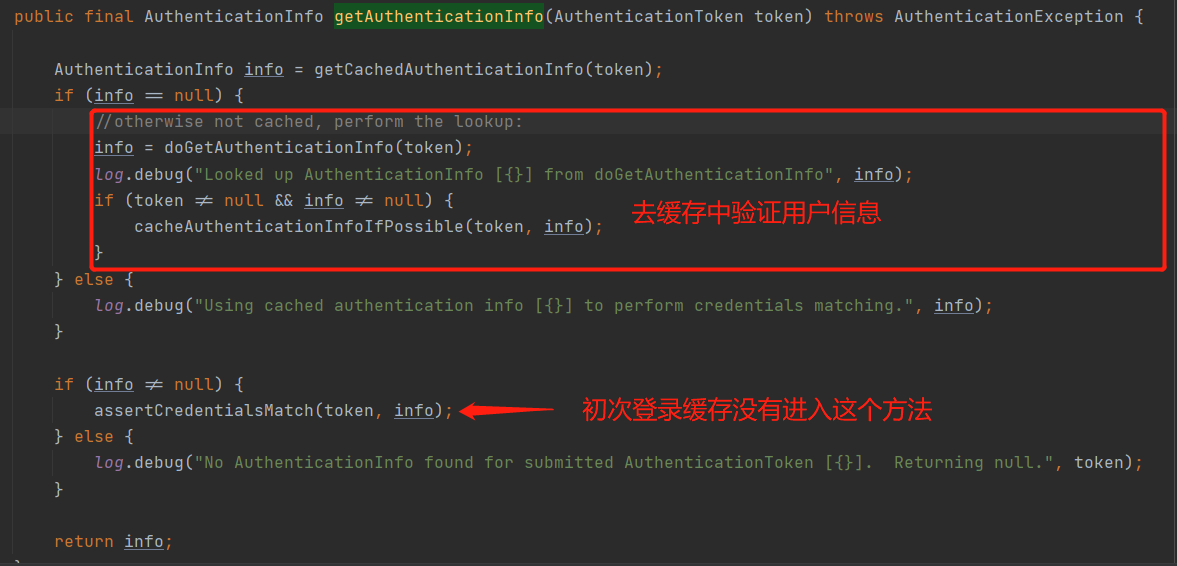 public final AuthenticationInfo getAuthenticationInfo(AuthenticationToken token) throws AuthenticationException {
AuthenticationInfo info = getCachedAuthenticationInfo(token);
if (info == null) {
//otherwise not cached, perform the lookup:
info = doGetAuthenticationInfo(token);
log.debug("Looked up AuthenticationInfo [{}] from doGetAuthenticationInfo", info);
if (token ≠ null && info ≠ null) {
去缓存中验证用户信息
cacheAuthenticationInfoIfPossible(token, info);
}
} else {
log.debug("Using cached authentication info [{}] to perform credentials matching.", info);
}
if (info ≠ null) {
assertCredentialsMatch(token, info); 初次登录缓存没有进入这个方法
} else {
log.debug("No AuthenticationInfo found for submitted AuthenticationToken [{}].  Returning null.", token);
}
return info;